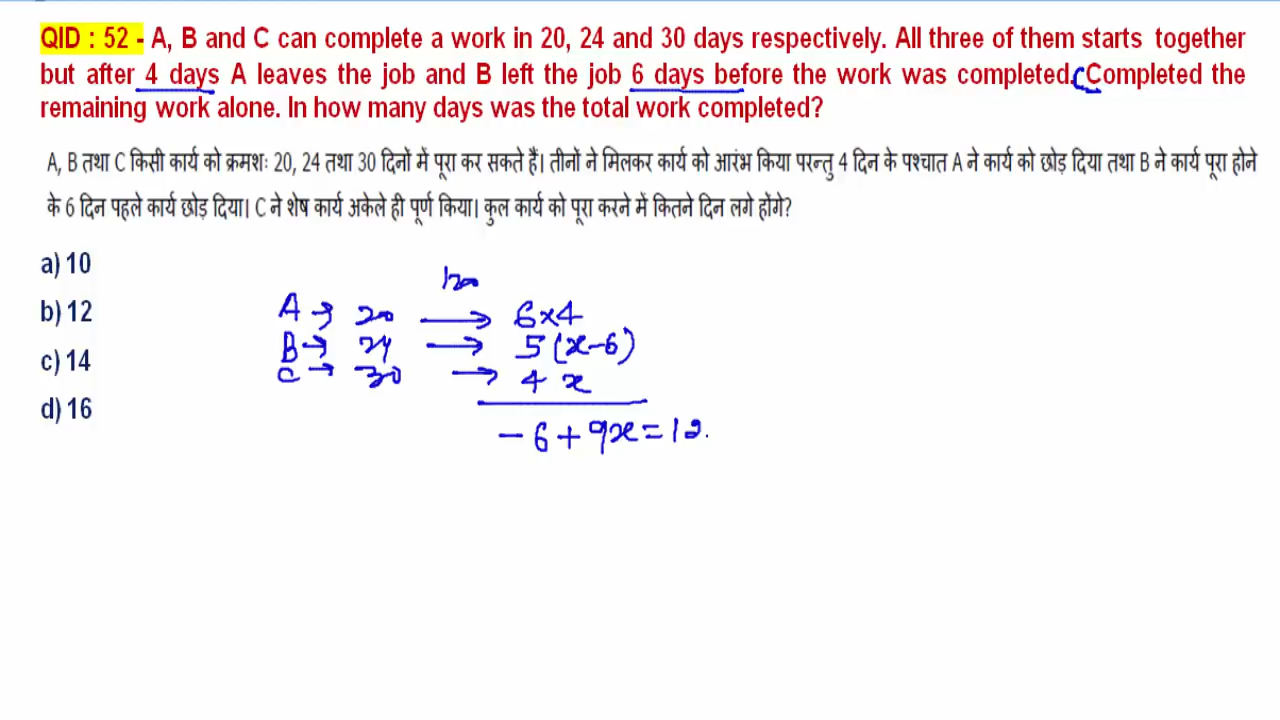 QID : 52 - A, B and C can complete a work in 20, 24 and 30 days respectively. All three of them starts together
but after 4 days A leaves the job and B left the job 6 days before the work was completed. C Completed the
remaining work alone. In how many days was the total work completed?
A, B तथा C किसी कार्य को क्रमशः 20, 24 तथा 30 दिनों में पूरा कर सकते हैं। तीनों ने मिलकर कार्य को आरंभ किया परन्तु 4 दिन के पश्चात A ने कार्य को छोड़ दिया तथा B ने कार्य पूरा होने
के 6 दिन पहले कार्य छोड़ दिया। C ने शेष कार्य अकेले ही पूर्ण किया। कुल कार्य को पूरा करने में कितने दिन लगे होंगे?
a) 10
b) 12
c) 14
d) 16
120
A → 20 → 6×4
B → 24 → 5(x-6)
C → 30 → 4x
-6+9x=12